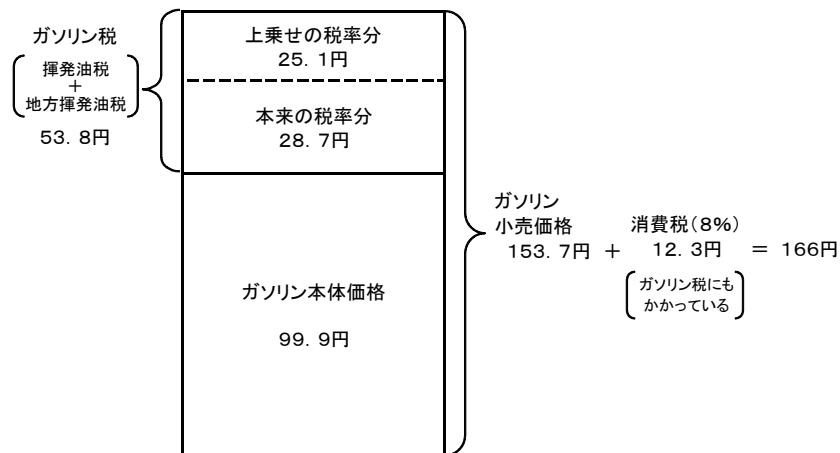 ガソリン税
揮発油税
＋
地方揮発油税
53．8円
上乗せの税率分
25．1円
本来の税率分
28．7円
ガソリン本体価格
99．9円
ガソリン
小売価格
153．7円 ＋
消費税（8％）
12．3円 ＝ 166円
ガソリン税にも
かかっている